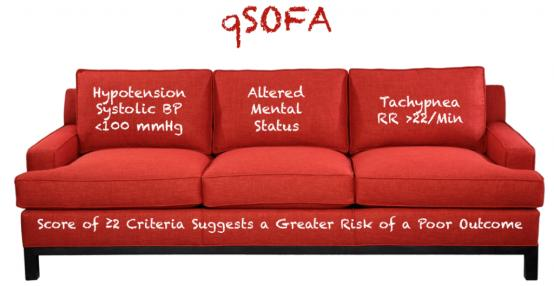 qSOFA
Hypotension
Systolic BP
<100 mmHg
Altered
Mental
Status
Tachypnea
RR >22/Min
Score of ≥2 Criteria Suggests a Greater Risk of a Poor Outcome